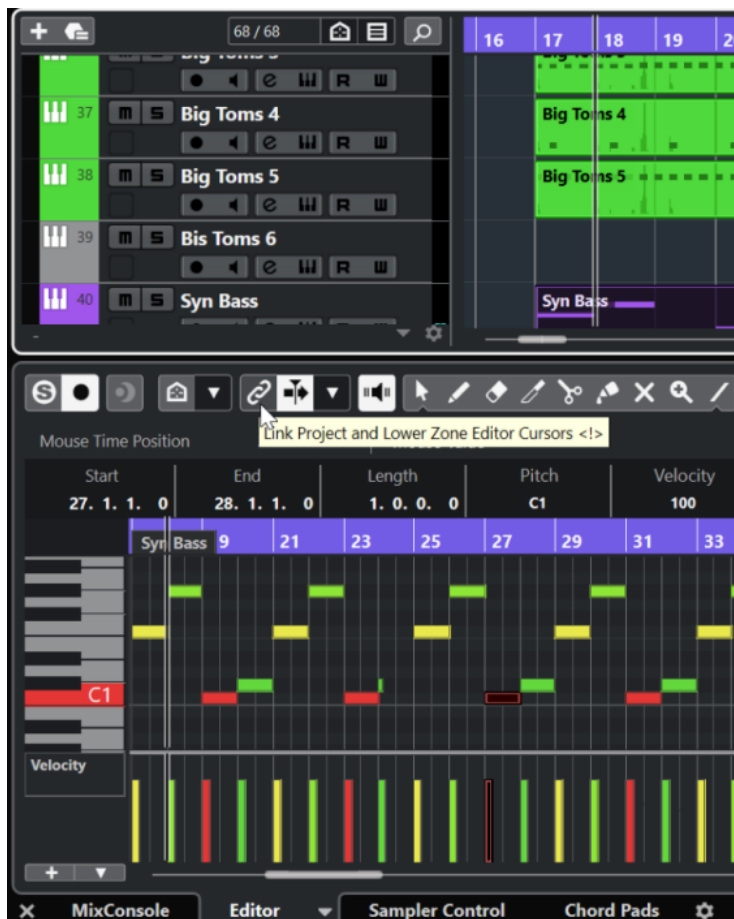 68 / 68
16 17 18 19
37 m S Big Toms 4 Big Toms 4
e R W
38 m S Big Toms 5 Big Toms 5
e R W
39 m S Bis Toms 6
e R W
40 m S Syn Bass Syn Bass
S
Mouse Time Position
Link Project and Lower Zone Editor Cursors <!>
Start End Length Pitch Velocity
27. 1. 1. 0 28. 1. 1. 0 1. 0. 0. 0 C1 100
Syn Bass 9 21 23 25 27 29 31 33
C1
Velocity
MixConsole Editor Sampler Control Chord Pads